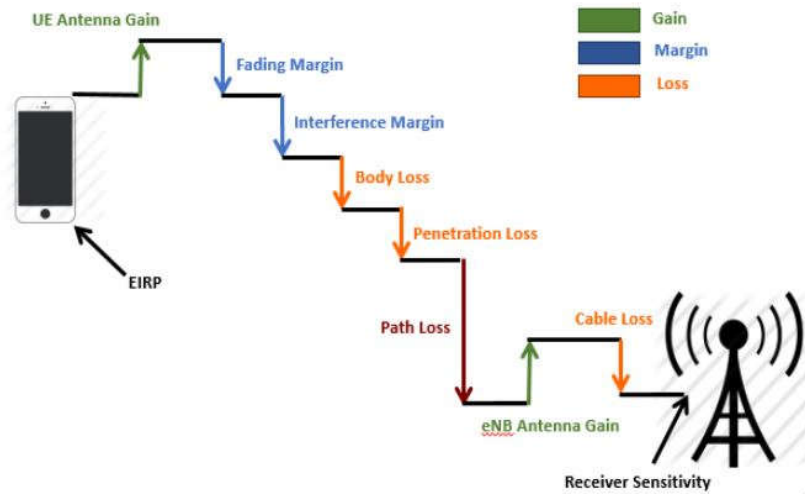 UE Antenna Gain
Gain
Margin
Loss
Fading Margin
Interference Margin
Body Loss
Penetration Loss
EIRP
Path Loss
Cable Loss
eNB Antenna Gain
Receiver Sensitivity